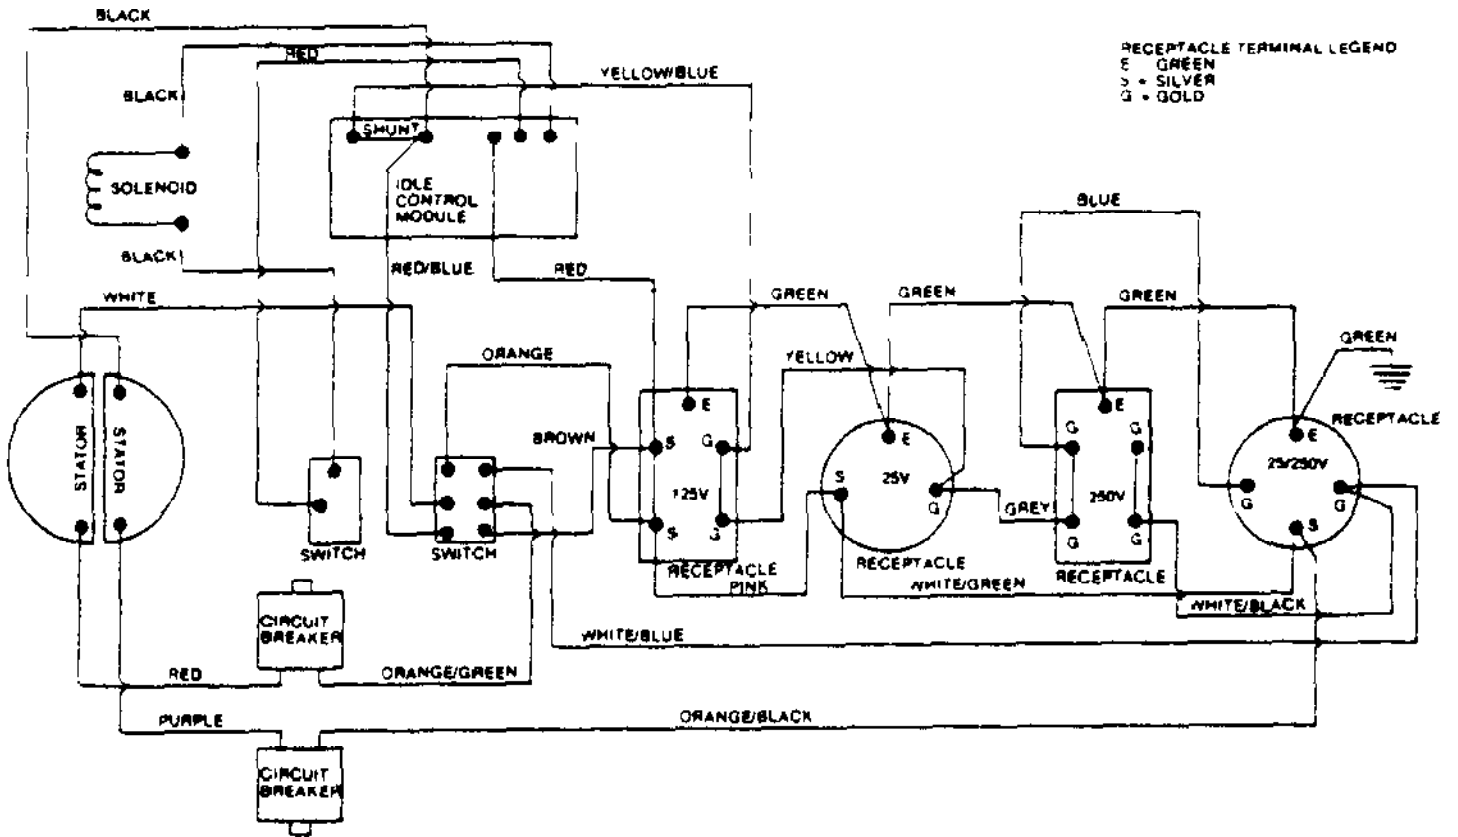 BLACK
RECEPTACLE TERMINAL LEGEND
E GREEN
S - SILVER
G - GOLD
RED
YELLOW/BLUE
BLACK
SHUNT
SOLENOID
IDLE
CONTROL
MODULE
BLUE
BLACK
RED/BLUE
RED
WHITE
GREEN
GREEN
GREEN
GREEN
ORANGE
YELLOW
E
E
RECEPTACLE
G
G
BROWN
S
G
E
E
STATOR
STATOR
25/250V
S
25V
125V
250V
G
G
G
GREY
S
S
G
G
G
SWITCH
SWITCH
RECEPTACLE
RECEPTACLE
RECEPTACLE
PINK
WHITE/GREEN
WHITE/BLACK
CIRCUIT
BREAKER
WHITE/BLUE
RED
ORANGE/GREEN
PURPLE
ORANGE/BLACK
CIRCUIT
BREAKER